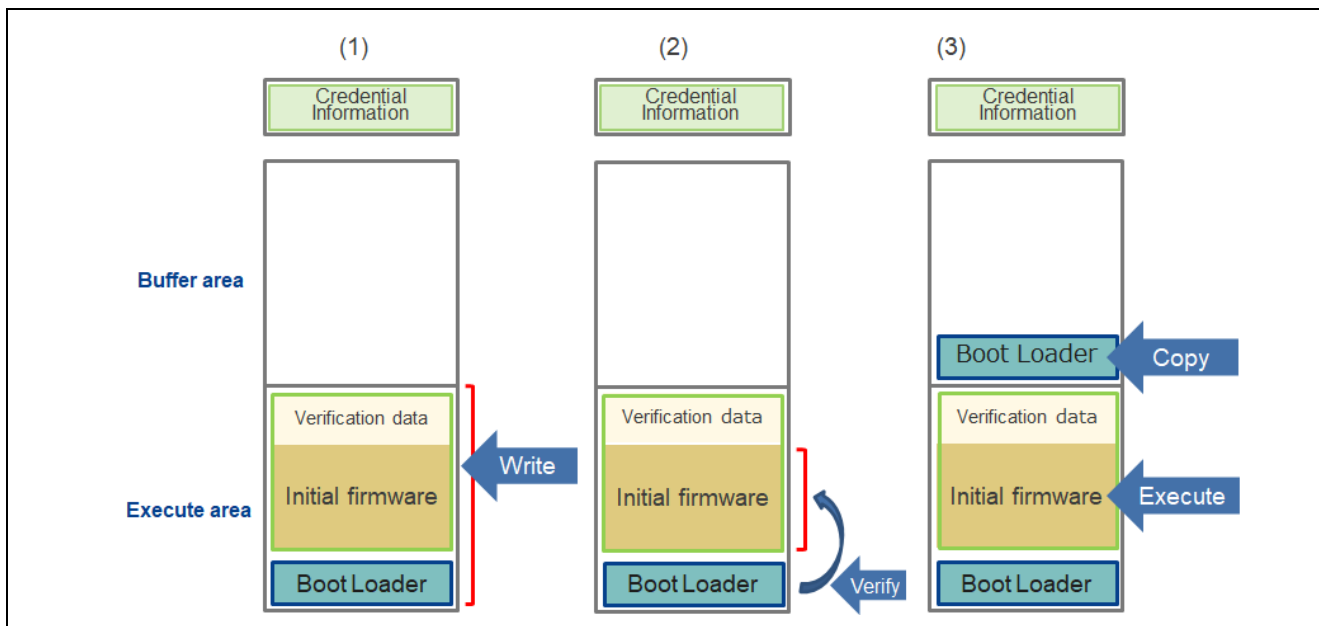 (1)
(2)
(3)
Credential
Information
Credential
Information
Credential
Information
Buffer area
Boot Loader
Copy
Verification data
Verification data
Verification data
Write
Initial firmware
Initial firmware
Initial firmware
Execute
Execute area
Boot Loader
Boot Loader
Verify
Boot Loader